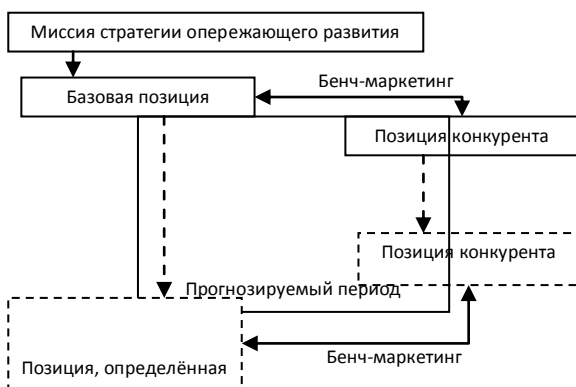 Миссия стратегии опережающего развития
Бенч-маркетинг
Базовая позиция
Позиция конкурента
Позиция конкурента
Прогнозируемый период
Бенч-маркетинг
Позиция, определённая